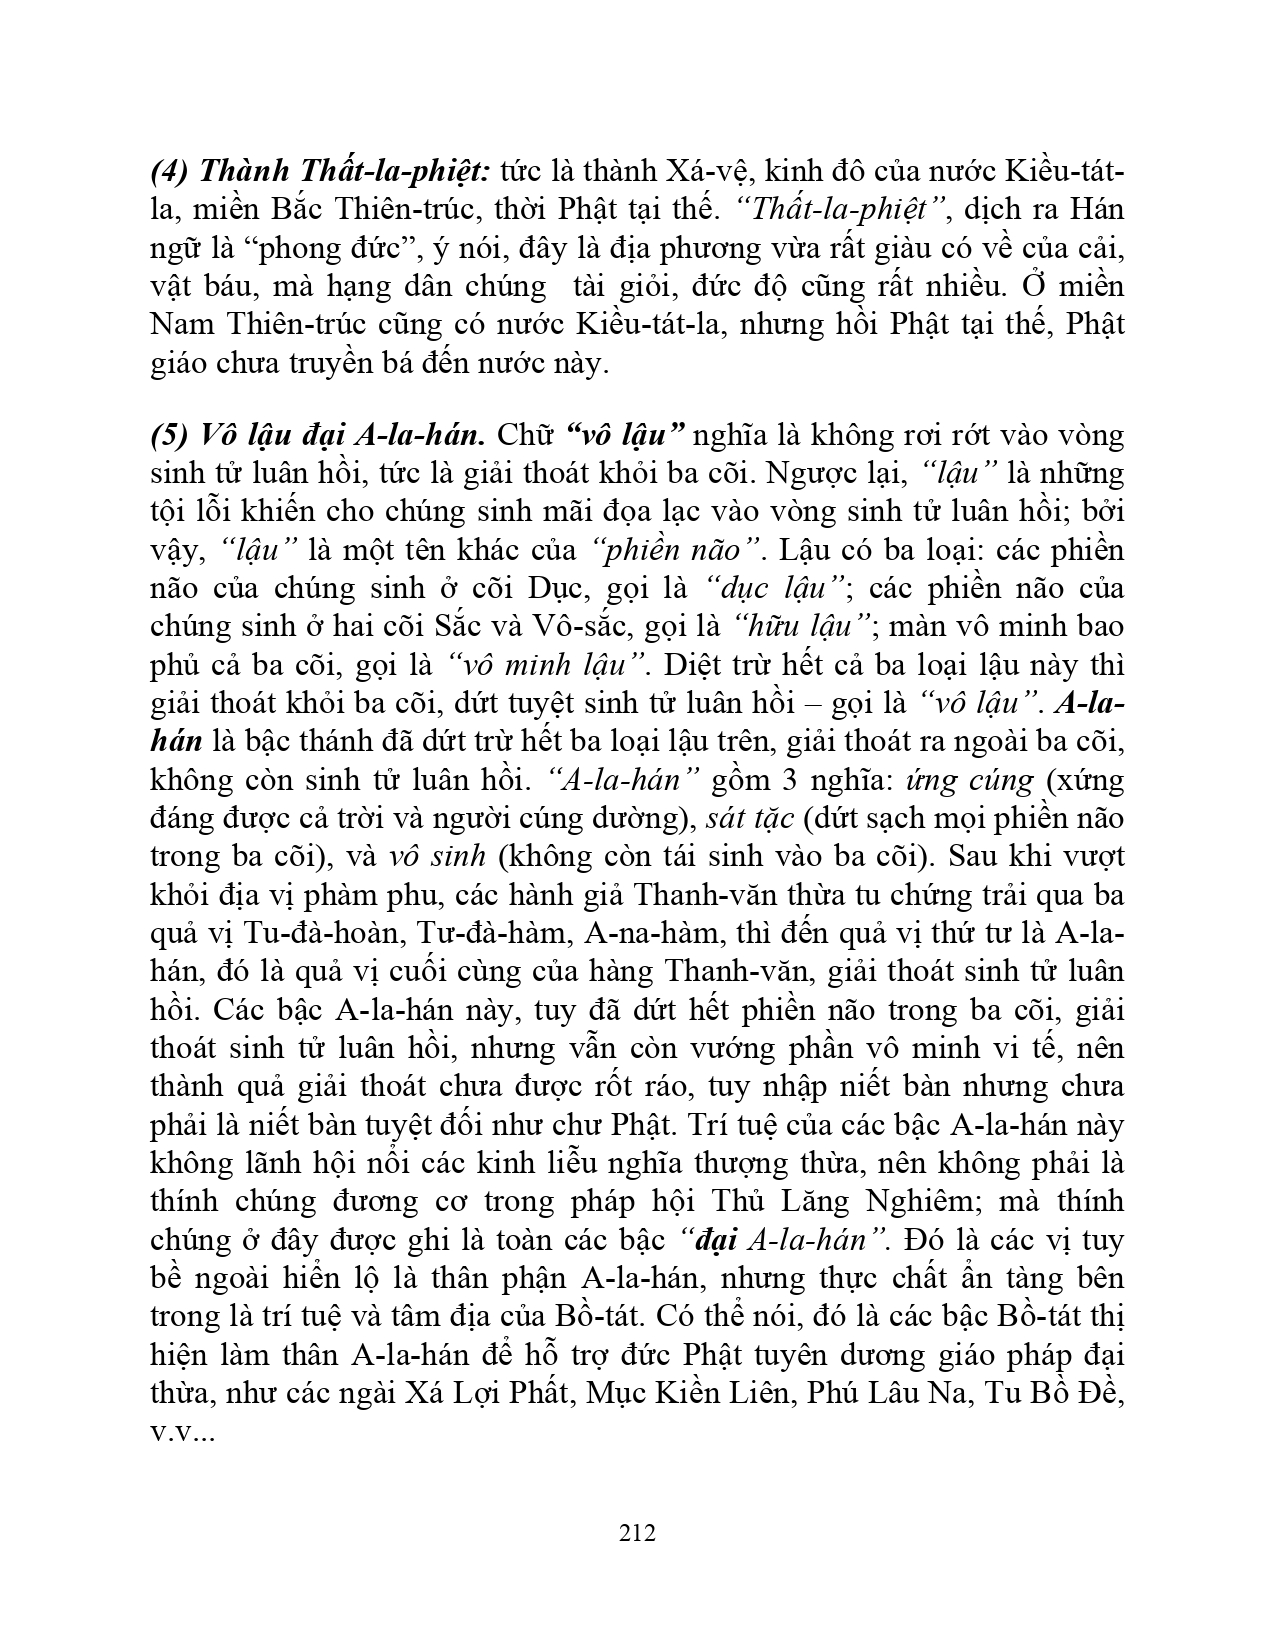 (4) Thành Thất-la-phiệt: tức là thành Xá-vệ, kinh đô của nước Kiều-tát-
la, miền Bắc Thiên-trúc, thời Phật tại thế. “Thất-la-phiệt”, dịch ra Hán
ngữ là “phong đức”, ý nói, đây là địa phương vừa rất giàu có về của cải,
vật báu, mà hạng dân chúng  tài giỏi, đức độ cũng rất nhiều. Ở miền
Nam Thiên-trúc cũng có nước Kiều-tát-la, nhưng hồi Phật tại thế, Phật
giáo chưa truyền bá đến nước này.
(5) Vô lậu đại A-la-hán. Chữ “vô lậu” nghĩa là không rơi rớt vào vòng
sinh tử luân hồi, tức là giải thoát khỏi ba cõi. Ngược lại, “lậu” là những
tội lỗi khiến cho chúng sinh mãi đọa lạc vào vòng sinh tử luân hồi; bởi
vậy, “lậu” là một tên khác của “phiền não”. Lậu có ba loại: các phiền
não của chúng sinh ở cõi Dục, gọi là “dục lậu”; các phiền não của
chúng sinh ở hai cõi Sắc và Vô-sắc, gọi là “hữu lậu”; màn vô minh bao
phủ cả ba cõi, gọi là “vô minh lậu”. Diệt trừ hết cả ba loại lậu này thì
giải thoát khỏi ba cõi, dứt tuyệt sinh tử luân hồi – gọi là “vô lậu”. A-la-
hán là bậc thánh đã dứt trừ hết ba loại lậu trên, giải thoát ra ngoài ba cõi,
không còn sinh tử luân hồi. “A-la-hán” gồm 3 nghĩa: ứng cúng (xứng
đáng được cả trời và người cúng dường), sát tặc (dứt sạch mọi phiền não
trong ba cõi), và vô sinh (không còn tái sinh vào ba cõi). Sau khi vượt
khỏi địa vị phàm phu, các hành giả Thanh-văn thừa tu chứng trải qua ba
quả vị Tu-đà-hoàn, Tư-đà-hàm, A-na-hàm, thì đến quả vị thứ tư là A-la-
hán, đó là quả vị cuối cùng của hàng Thanh-văn, giải thoát sinh tử luân
hồi. Các bậc A-la-hán này, tuy đã dứt hết phiền não trong ba cõi, giải
thoát sinh tử luân hồi, nhưng vẫn còn vướng phần vô minh vi tế, nên
thành quả giải thoát chưa được rốt ráo, tuy nhập niết bàn nhưng chưa
phải là niết bàn tuyệt đối như chư Phật. Trí tuệ của các bậc A-la-hán này
không lãnh hội nổi các kinh liễu nghĩa thượng thừa, nên không phải là
thính chúng đương cơ trong pháp hội Thủ Lăng Nghiêm; mà thính
chúng ở đây được ghi là toàn các bậc “đại A-la-hán”. Đó là các vị tuy
bề ngoài hiển lộ là thân phận A-la-hán, nhưng thực chất ẩn tàng bên
trong là trí tuệ và tâm địa của Bồ-tát. Có thể nói, đó là các bậc Bồ-tát thị
hiện làm thân A-la-hán để hỗ trợ đức Phật tuyên dương giáo pháp đại
thừa, như các ngài Xá Lợi Phất, Mục Kiền Liên, Phú Lâu Na, Tu Bồ Đề,
v.v...
212